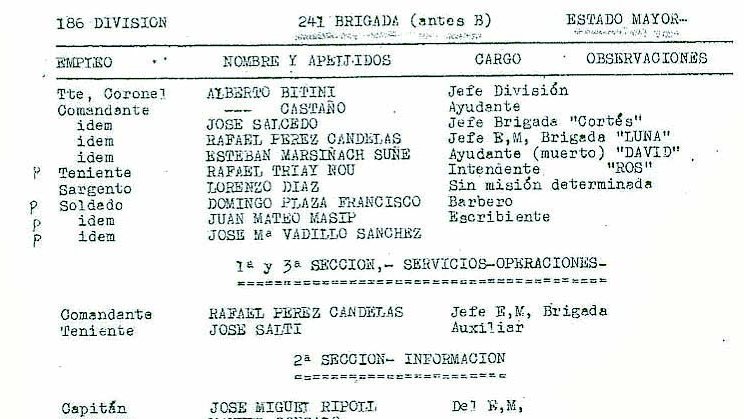 186 DIVISION 241 BRIGADA (antes B) ESTADO MAYOR-
EMPLEO NOMBRE Y APELLIDOS CARGO OBSERVACIONES
Tte, Coronel ALBERTO BITINI Jefe División
Comandante --- CASTAÑO Ayudante
idem JOSE SALCEDO Jefe Brigada "Cortés"
idem RAFAEL PEREZ CANDELAS Jefe E,M, Brigada "LUNA"
idem ESTEBAN MARSIÑACH SUÑE Ayudante (muerto) "DAVID"
p Teniente RAFAEL TRIAY NOU Intendente "ROS"
Sargento LORENZO DIAZ Sin misión determinada
p Soldado DOMINGO PLAZA FRANCISCO Barbero
p idem JUAN MATEO MASIP Escribiente
p idem JOSE Mª VADILLO SANCHEZ
1ª y 3ª SECCION,- SERVICIOS-OPERACIONES-
Comandante RAFAEL PEREZ CANDELAS Jefe E,M, Brigada
Teniente JOSE SALTI Auxiliar
2ª SECCION- INFORMACION
Capitán JOSE MIGUEL RIPOLL Del E,M,